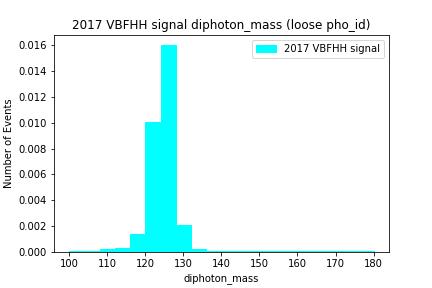 2017 VBFHH signal diphoton_mass (loose pho_id)
2017 VBFHH signal
Number of Events
0.016
0.014
0.012
0.010
0.008
0.006
0.004
0.002
0.000
100 110 120 130 140 150 160 170 180
diphoton_mass